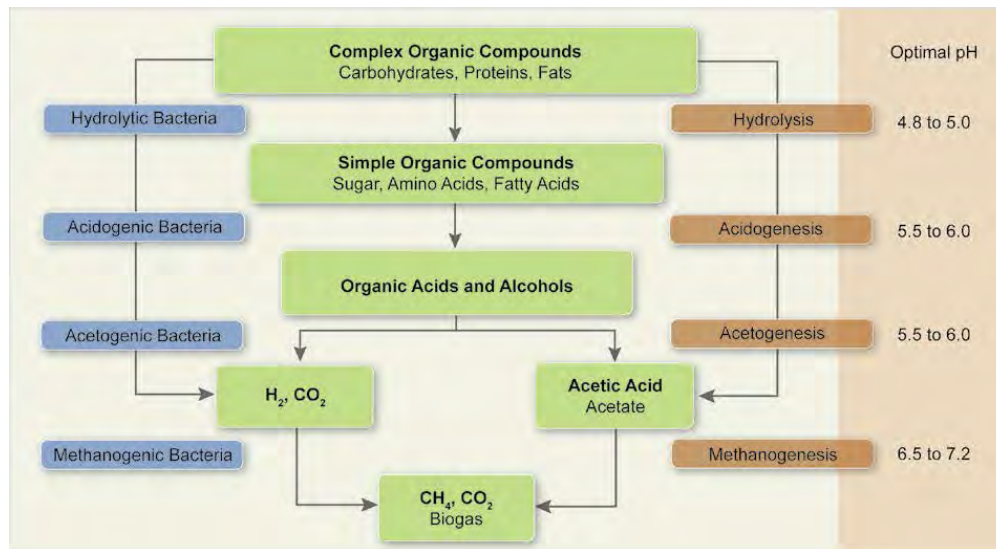 Complex Organic Compounds
Carbohydrates, Proteins, Fats
Optimal pH
Hydrolytic Bacteria
Hydrolysis
4.8 to 5.0
Simple Organic Compounds
Sugar, Amino Acids, Fatty Acids
Acidogenic Bacteria
Acidogenesis
5.5 to 6.0
Organic Acids and Alcohols
Acetogenic Bacteria
Acetogenesis
5.5 to 6.0
H₂, CO₂
Acetic Acid
Acetate
Methanogenic Bacteria
Methanogenesis
6.5 to 7.2
CH₄, CO₂
Biogas